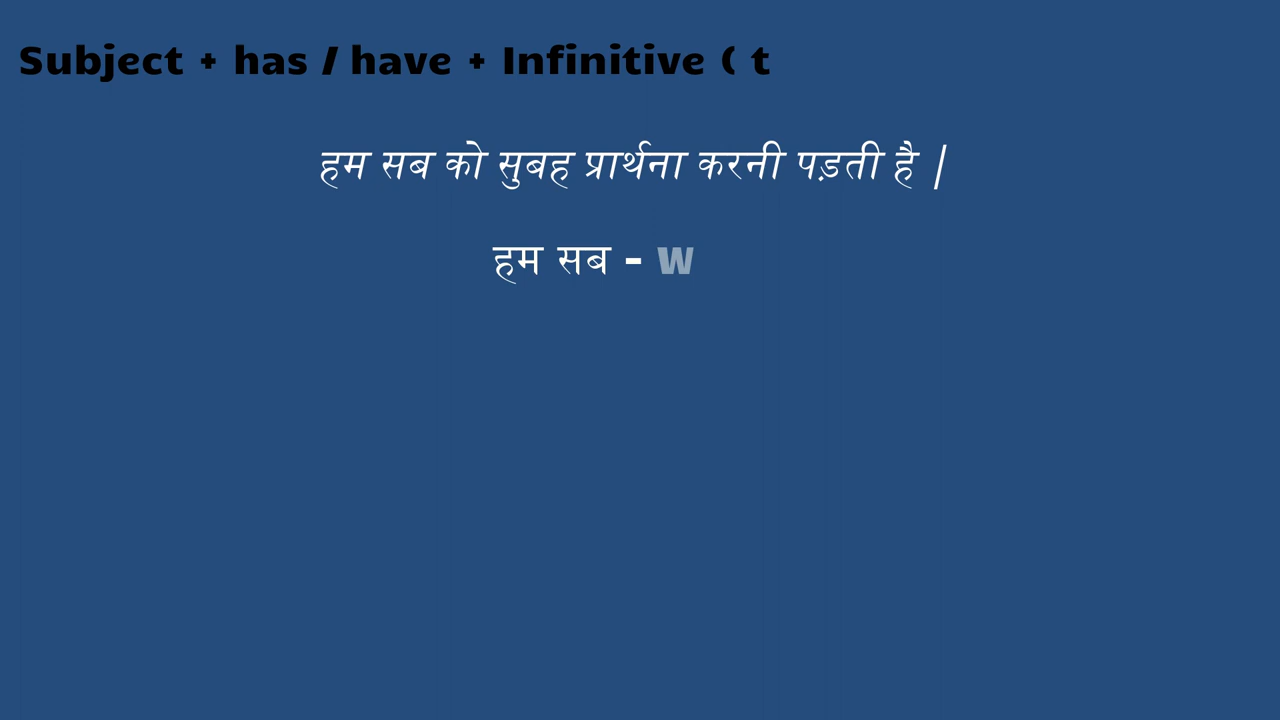 Subject + has / have + Infinitive ( t
हम सब को सुबह प्रार्थना करनी पड़ती है |
हम सब - w